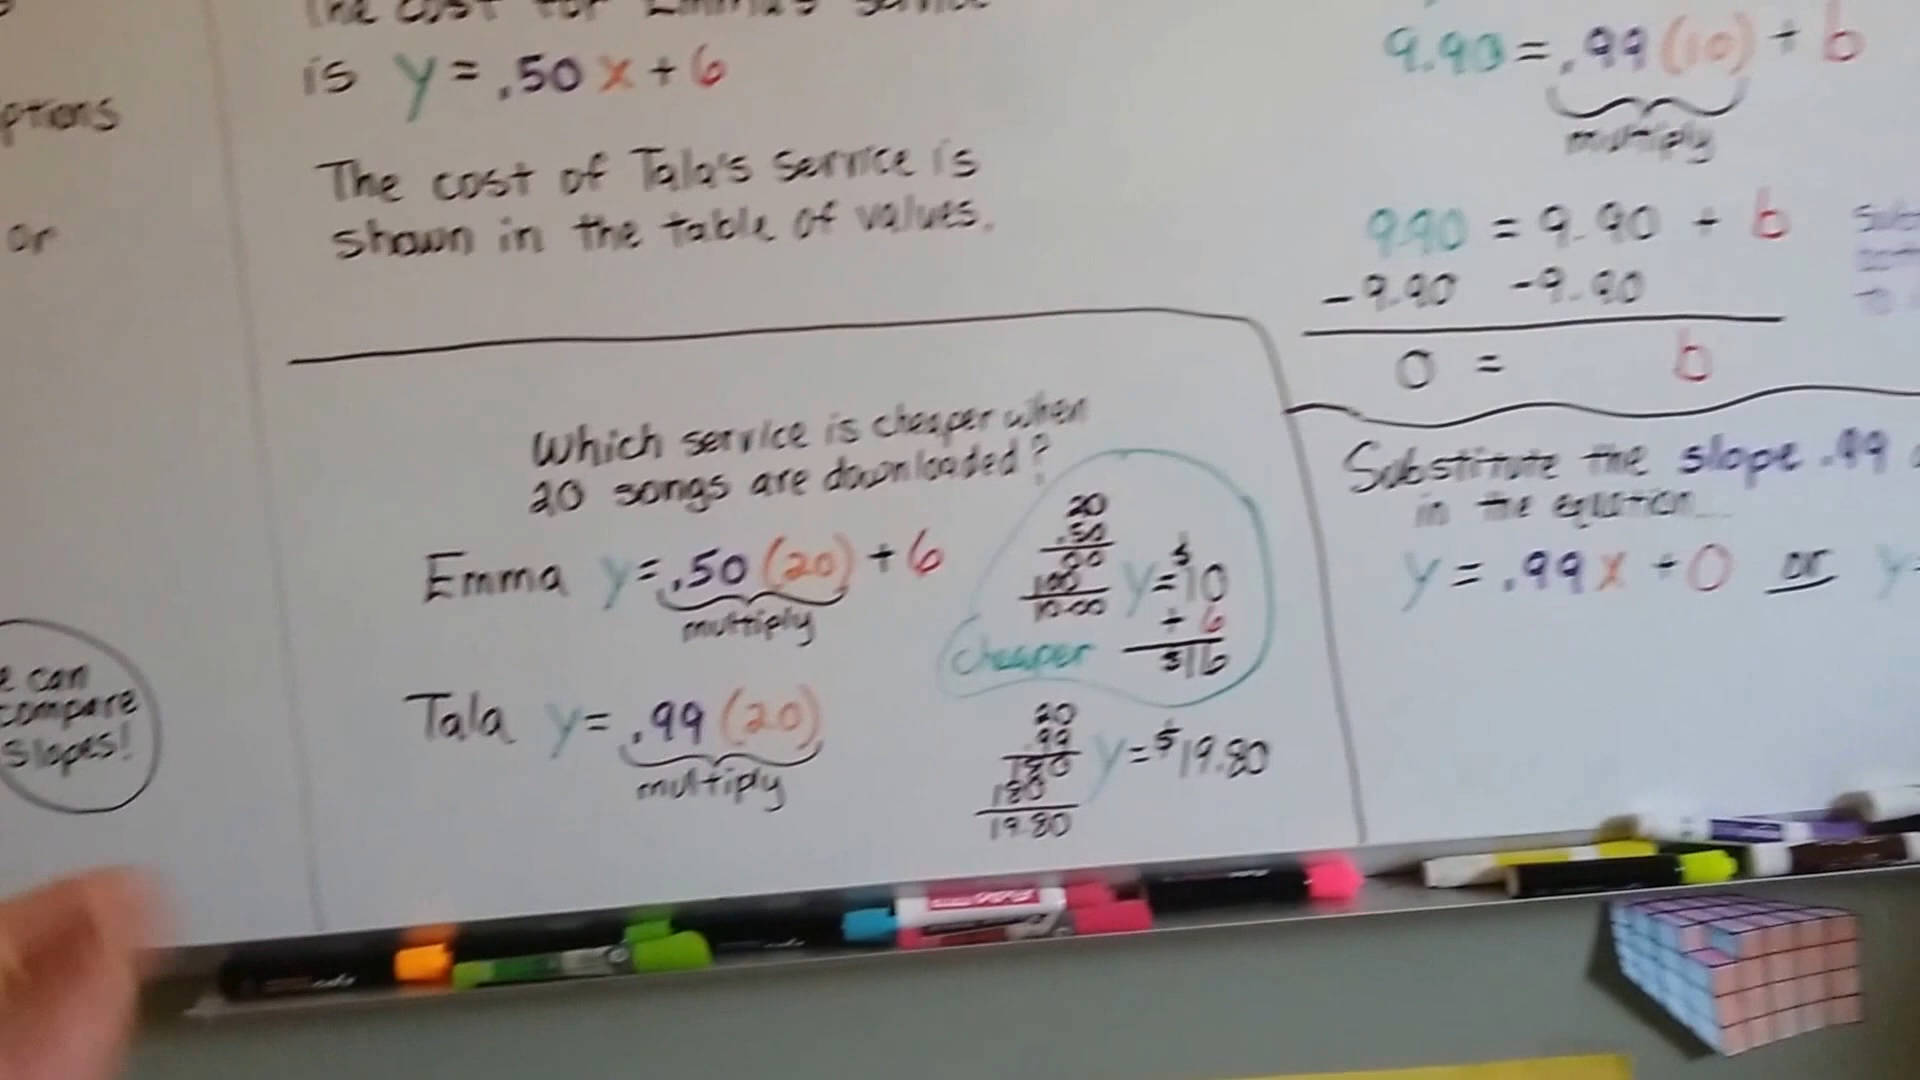 The cost for Emma's service
is y = .50x + 6
The cost of Tala's service is
shown in the table of values.
ptions
or
e can
compare
slopes!
Which service is cheaper when
20 songs are downloaded?
Emma y = .50(20) + 6
multiply
20
.50
00
100
10.00
y = $10
+ 6
$16
cheaper
Tala y = .99(20)
multiply
20
.99
180
180
19.80
y = $19.80
9.90 = .99(10) + b
multiply
9.90 = 9.90 + b
-9.90 -9.90
0 = b
Substitute the slope .99
in the equation...
y = .99x + 0 or y=